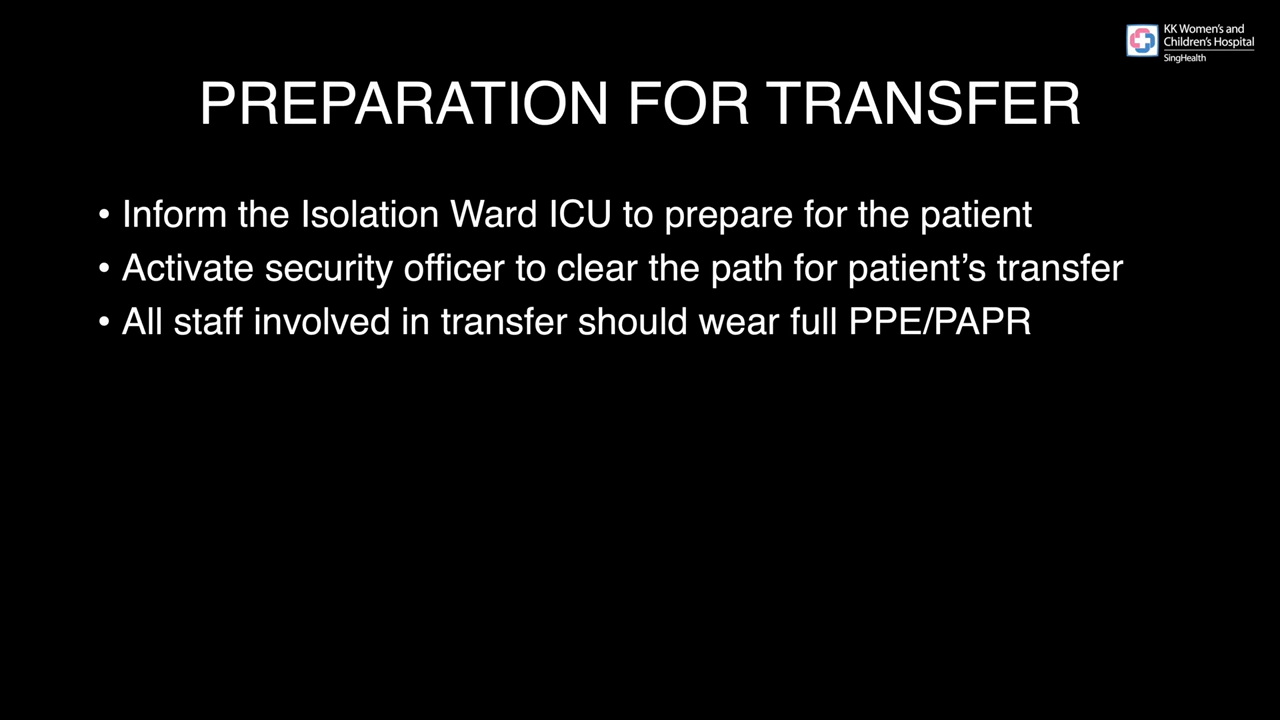 KK Women's and
Children's Hospital
SingHealth
PREPARATION FOR TRANSFER
• Inform the Isolation Ward ICU to prepare for the patient
• Activate security officer to clear the path for patient’s transfer
• All staff involved in transfer should wear full PPE/PAPR